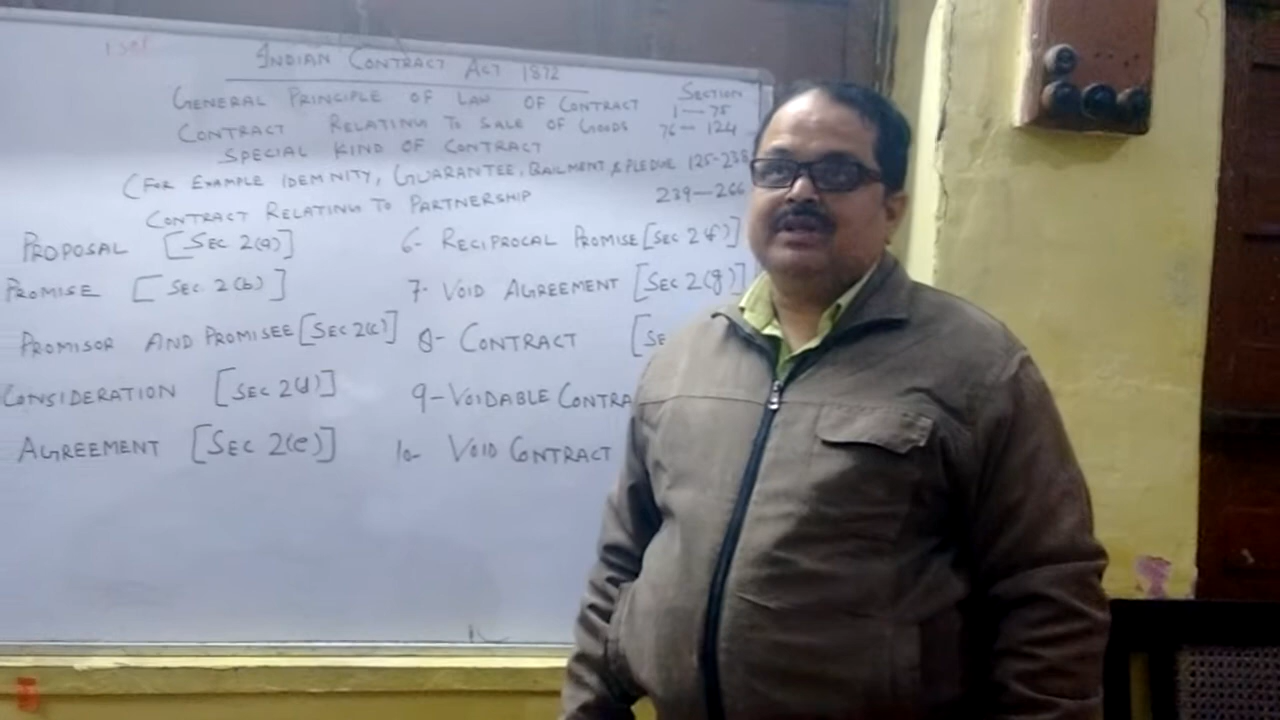 INDIAN CONTRACT ACT 1872
SECTION
GENERAL PRINCIPLE OF LAW OF CONTRACT 1—75
CONTRACT RELATING TO SALE OF GOODS 76—124
SPECIAL KIND OF CONTRACT
(FOR EXAMPLE IDEMNITY, GUARANTEE, BAILMENT & PLEDGE 125-238
CONTRACT RELATING TO PARTNERSHIP 239—266
PROPOSAL [SEC 2(a)]
PROMISE [SEC 2(b)]
PROMISOR AND PROMISEE [SEC 2(c)]
CONSIDERATION [SEC 2(d)]
AGREEMENT [SEC 2(e)]
6- RECIPROCAL PROMISE [SEC 2(f)]
7- VOID AGREEMENT [SEC 2(g)]
8- CONTRACT
9- VOIDABLE
10- VOID CONTRACT